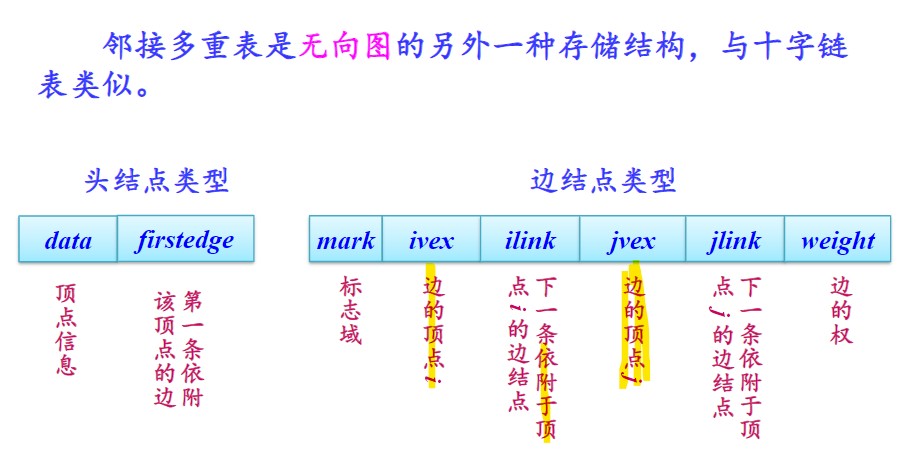 邻接多重表是无向图的另外一种存储结构，与十字链
表类似。
头结点类型
data firstedge
顶点信息
第一条依附
该顶点的边
边结点类型
mark ivex ilink jvex jlink weight
标志域
边的顶点i
下一条依附于顶
点i的边结点
边的顶点j
下一条依附于顶
点j的边结点
边的权